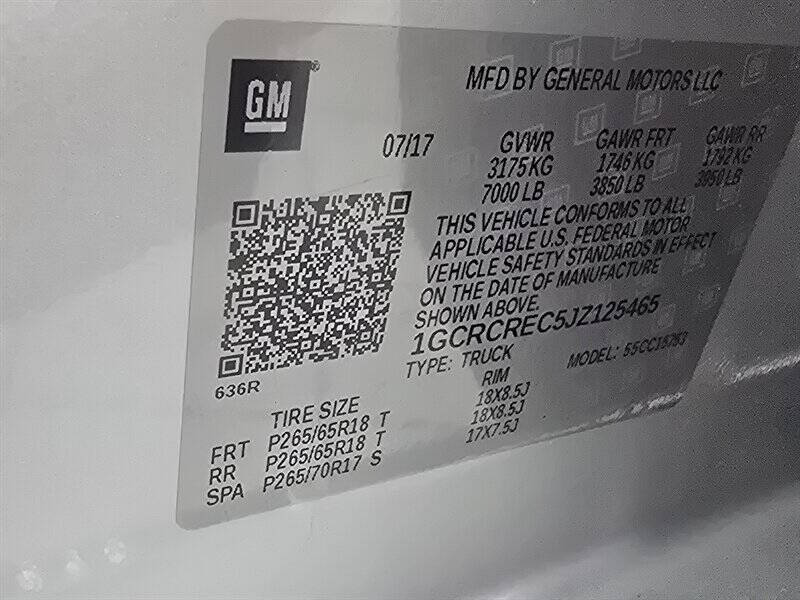 GM
MFD BY GENERAL MOTORS LLC
07/17 GVWR GAWR FRT GAWR RR
3175 KG 1746 KG 1792 KG
7000 LB 3850 LB 3950 LB
THIS VEHICLE CONFORMS TO ALL
APPLICABLE U.S. FEDERAL MOTOR
VEHICLE SAFETY STANDARDS IN EFFECT
ON THE DATE OF MANUFACTURE
SHOWN ABOVE.
1GCRCREC5JZ125465
TYPE: TRUCK MODEL:
636R
TIRE SIZE RIM
FRT P265/65R18 T 18X8.5J
RR P265/65R18 T 18X8.5J
SPA P265/70R17 S 17X7.5J